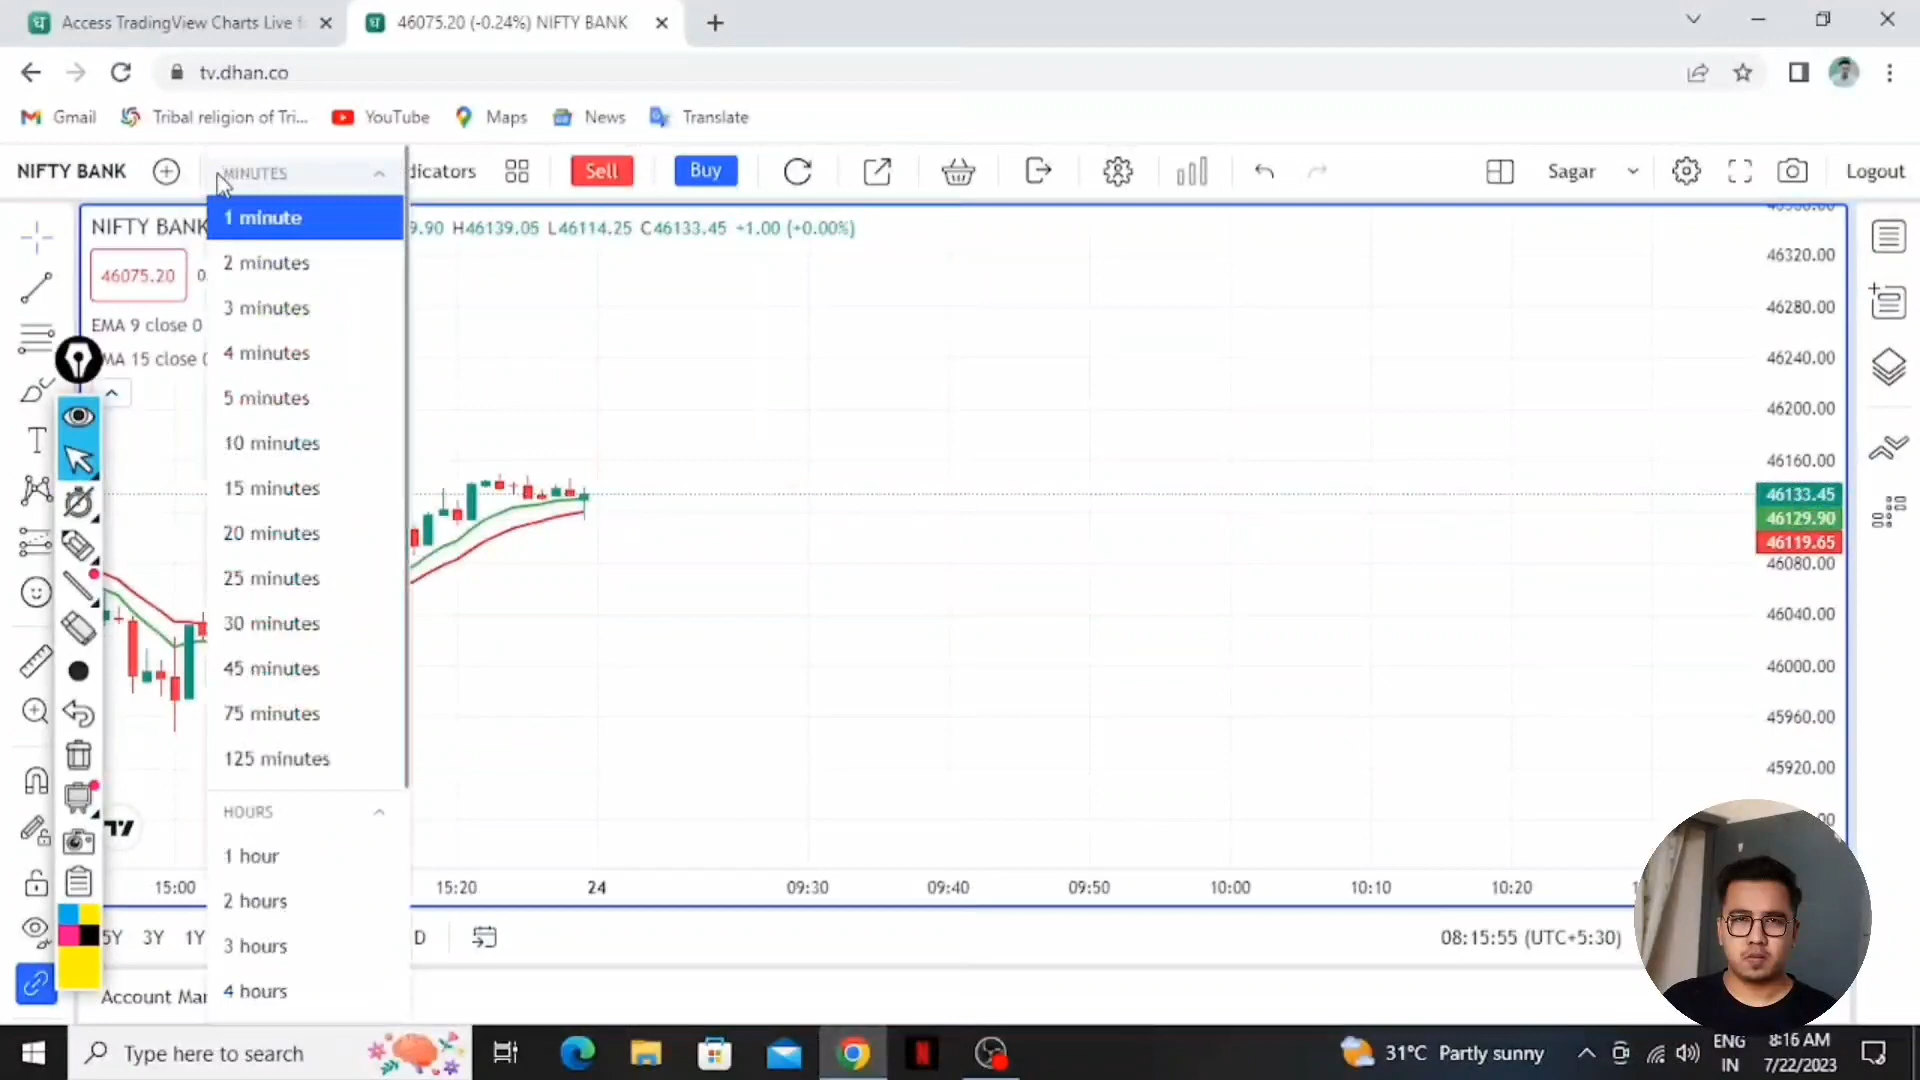 Access TradingView Charts Live f
46075.20 (-0.24%) NIFTY BANK
tv.dhan.co
Gmail
Tribal religion of Tri...
YouTube
Maps
News
Translate
NIFTY BANK
MINUTES
dicators
Sell
Buy
Sagar
Logout
1 minute
2 minutes
3 minutes
4 minutes
5 minutes
10 minutes
15 minutes
20 minutes
25 minutes
30 minutes
45 minutes
75 minutes
125 minutes
HOURS
1 hour
2 hours
3 hours
4 hours
NIFTY BANK
9.90 H46139.05 L46114.25 C46133.45 +1.00 (+0.00%)
46075.20
0
EMA 9 close 0
MA 15 close 0
46320.00
46280.00
46240.00
46200.00
46160.00
46133.45
46129.90
46119.65
46080.00
46040.00
46000.00
45960.00
45920.00
15:00
15:20
24
09:30
09:40
09:50
10:00
10:10
10:20
5Y
3Y
1Y
D
08:15:55 (UTC+5:30)
Account Mar
Type here to search
31°C Partly sunny
ENG
IN
8:16 AM
7/22/2023